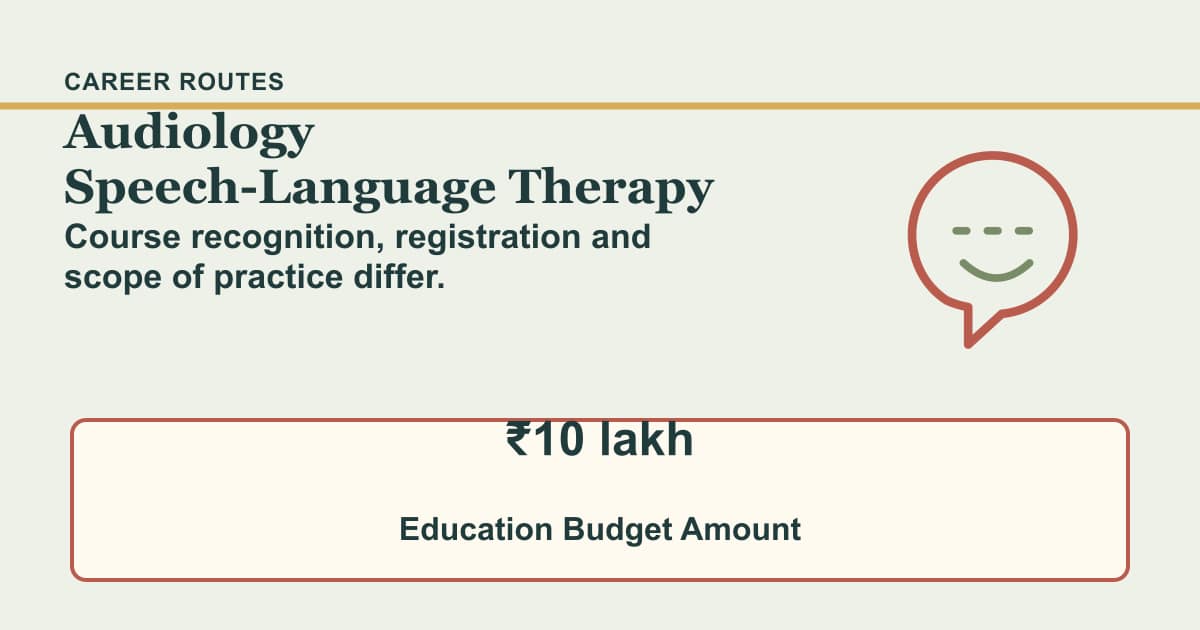 CAREER ROUTES
Audiology
Speech-Language Therapy
Course recognition, registration and
scope of practice differ.
₹10 lakh
Education Budget Amount